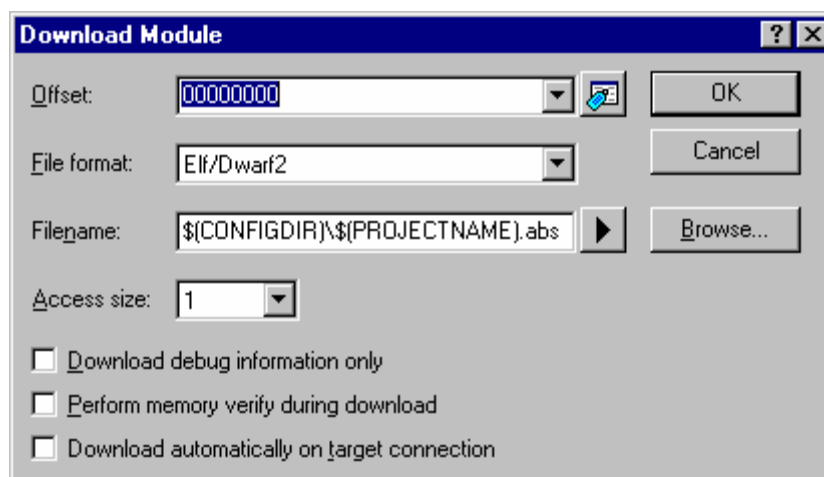 Download Module
Offset: 00000000 OK
File format: Elf/Dwarf2 Cancel
Filename: $(CONFIGDIR)\$(PROJECTNAME).abs Browse...
Access size: 1
Download debug information only
Perform memory verify during download
Download automatically on target connection